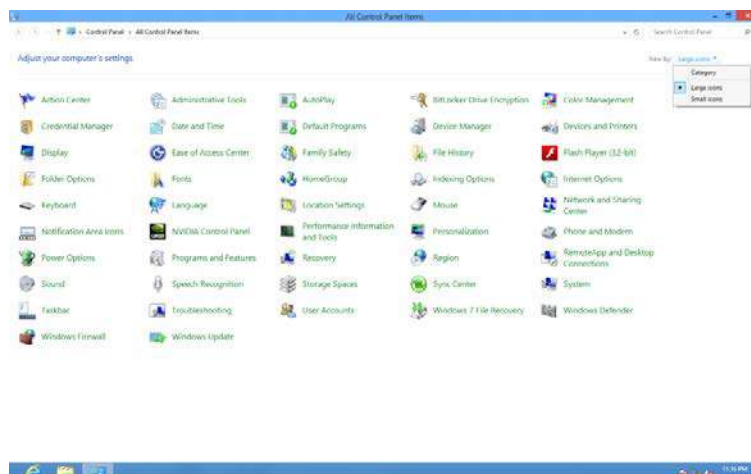 All Control Panel Items
Control Panel ▸ All Control Panel Items
Search Control Panel
Adjust your computer's settings
View by: Large icons
Category
Large icons
Small icons
Action Center
Administrative Tools
AutoPlay
BitLocker Drive Encryption
Color Management
Credential Manager
Date and Time
Default Programs
Device Manager
Devices and Printers
Display
Ease of Access Center
Family Safety
File History
Flash Player (32-bit)
Folder Options
Fonts
HomeGroup
Indexing Options
Internet Options
Keyboard
Language
Location Settings
Mouse
Network and Sharing
Center
Notification Area Icons
NVIDIA Control Panel
Performance Information
and Tools
Personalization
Phone and Modem
Power Options
Programs and Features
Recovery
Region
RemoteApp and Desktop
Connections
Sound
Speech Recognition
Storage Spaces
Sync Center
System
Taskbar
Troubleshooting
User Accounts
Windows 7 File Recovery
Windows Defender
Windows Firewall
Windows Update
11:16 PM